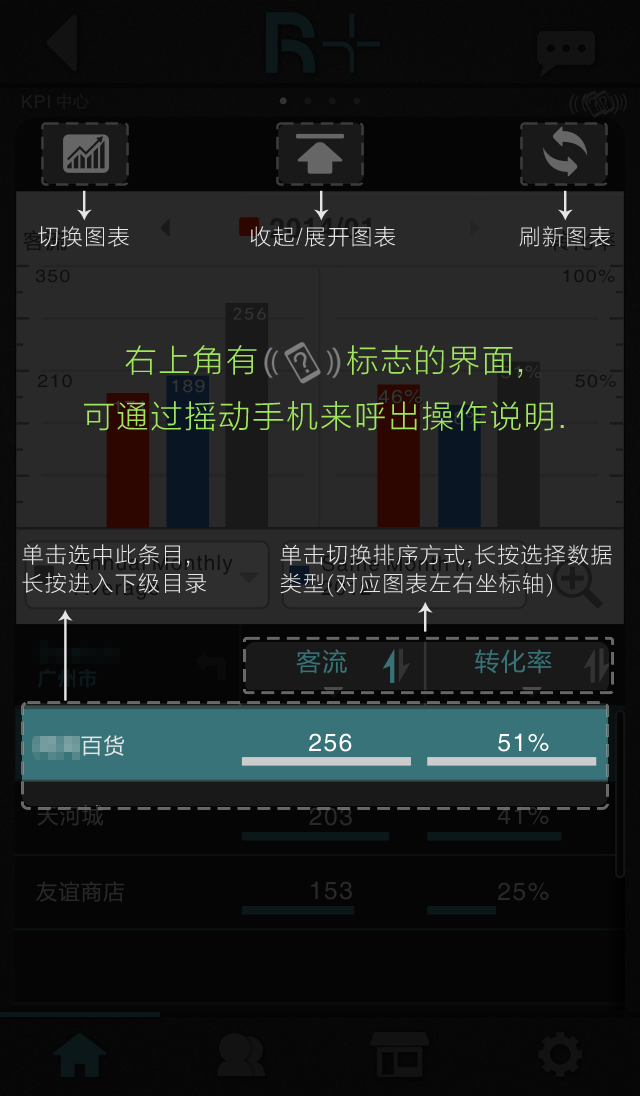 R+
KPI 中心
切换图表
收起/展开图表
刷新图表
2014/01
350
100%
256
右上角有((?))标志的界面,
210
189
46%
50%
可通过摇动手机来呼出操作说明.
单击选中此条目,
长按进入下级目录
单击切换排序方式,长按选择数据
类型(对应图表左右坐标轴)
Annual Monthly
广州市
客流
转化率
百货
256
51%
天河城
203
41%
友谊商店
153
25%